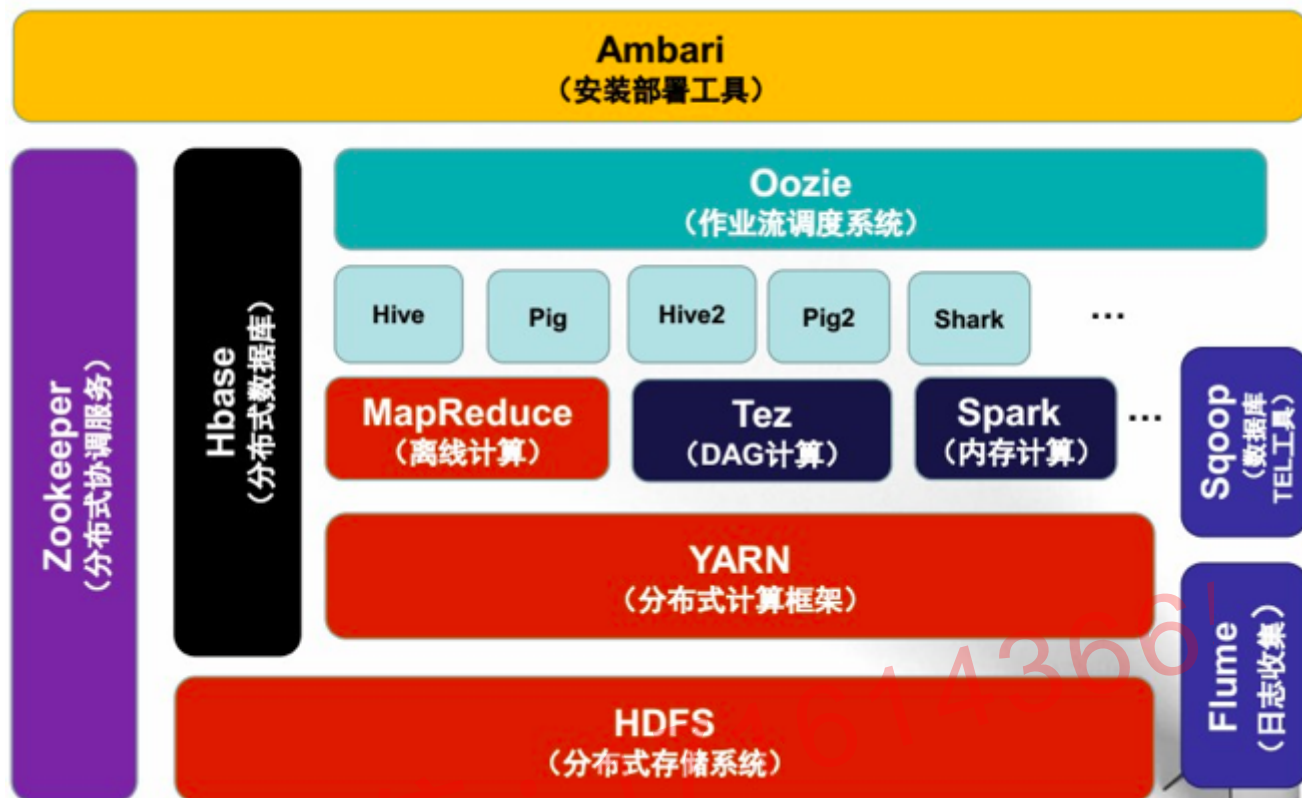 Ambari
（安装部署工具）
Zookeeper
（分布式协调服务）
Hbase
（分布式数据库）
Oozie
（作业流调度系统）
Hive
Pig
Hive2
Pig2
Shark
...
MapReduce
（离线计算）
Tez
（DAG计算）
Spark
（内存计算）
...
Sqoop
（数据库
TEL工具）
YARN
（分布式计算框架）
Flume
（日志收集）
HDFS
（分布式存储系统）
614366